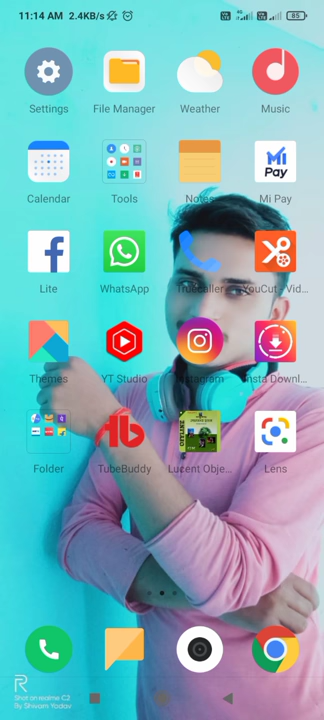 11:14 AM 2.4KB/s
85
Settings File Manager Weather Music
Calendar Tools Notes Mi Pay
Lite WhatsApp Truecaller YouCut - Vid...
Themes YT Studio Instagram Insta Downl...
Folder TubeBuddy Lucent Obje... Lens
Shot on realme C2
By Shivam Yadav